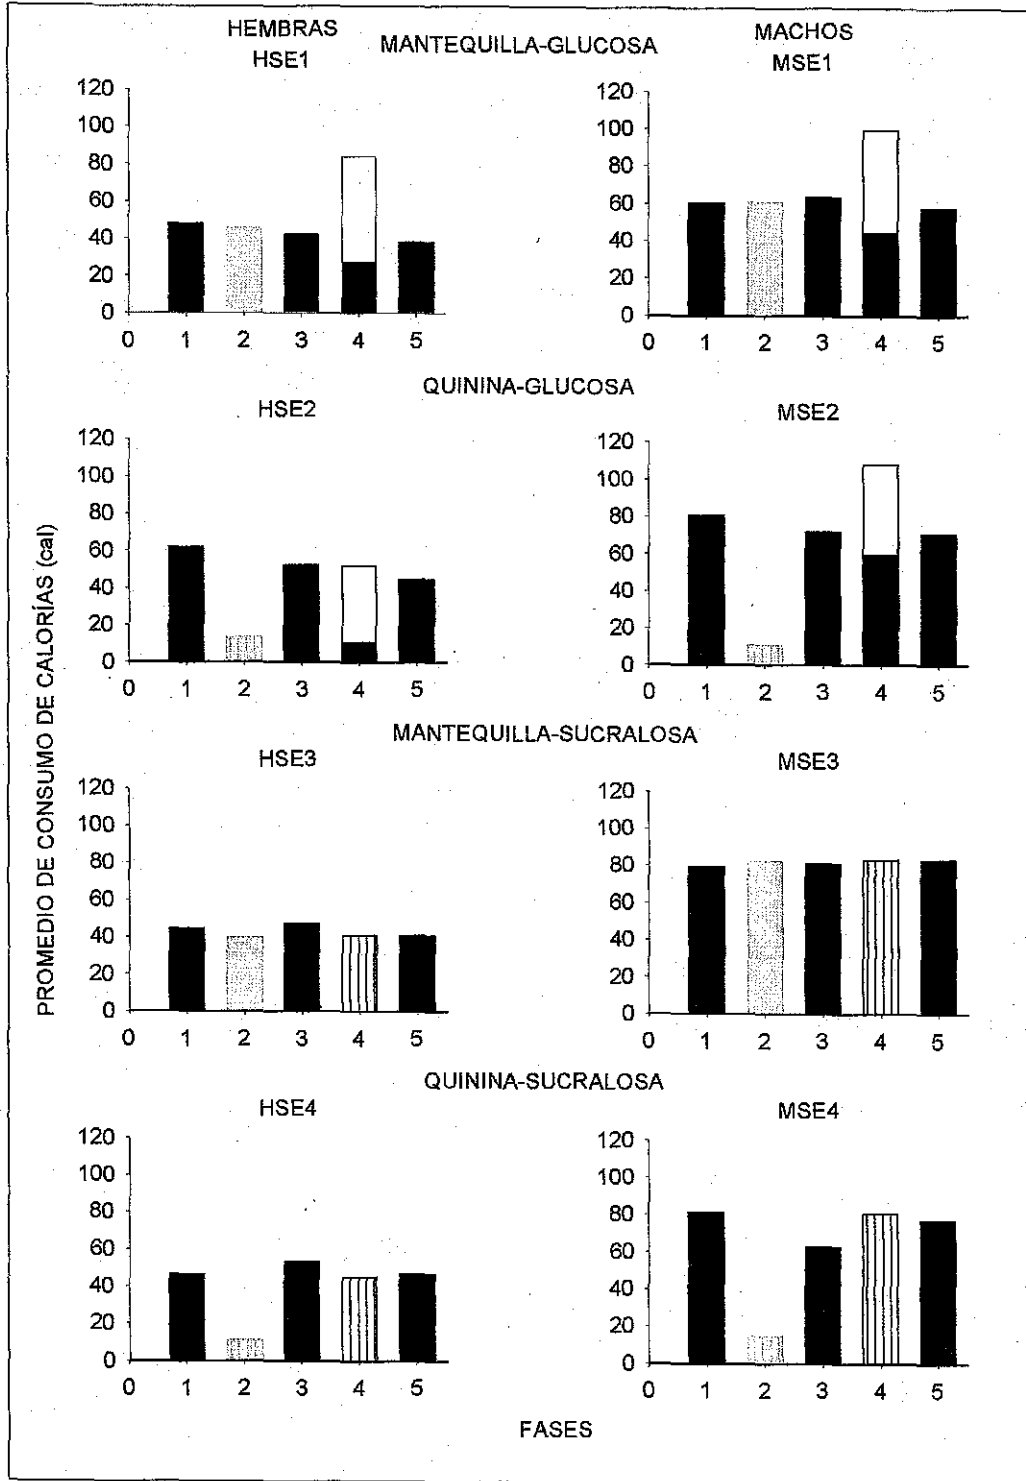 HEMBRAS
HSE1
MANTEQUILLA-GLUCOSA
MACHOS
MSE1
120
100
80
60
40
20
0
0 1 2 3 4 5
120
100
80
60
40
20
0
0 1 2 3 4 5
QUININA-GLUCOSA
HSE2
MSE2
120
100
80
60
40
20
0
0 1 2 3 4 5
120
100
80
60
40
20
0
0 1 2 3 4 5
PROMEDIO DE CONSUMO DE CALORÍAS (cal)
MANTEQUILLA-SUCRALOSA
HSE3
MSE3
120
100
80
60
40
20
0
0 1 2 3 4 5
120
100
80
60
40
20
0
0 1 2 3 4 5
QUININA-SUCRALOSA
HSE4
MSE4
120
100
80
60
40
20
0
0 1 2 3 4 5
120
100
80
60
40
20
0
0 1 2 3 4 5
FASES